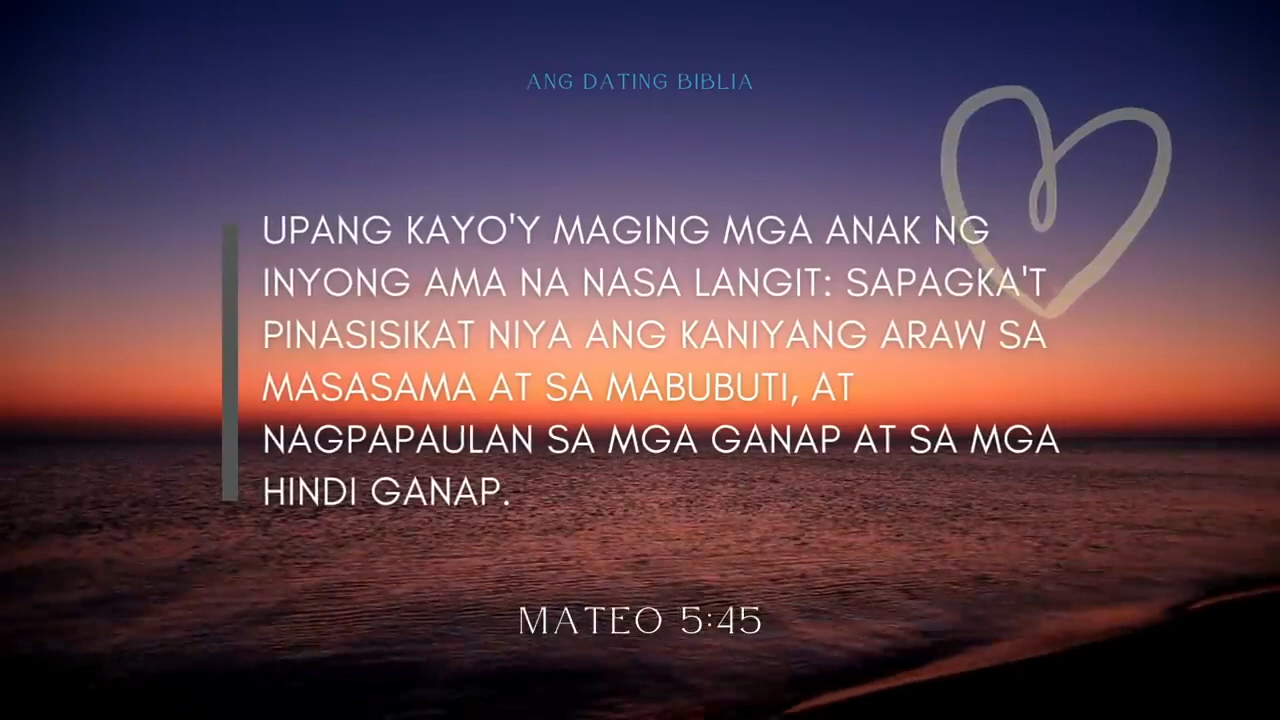 ANG DATING BIBLIA
UPANG KAYO'Y MAGING MGA ANAK NG
INYONG AMA NA NASA LANGIT: SAPAGKA'T
PINASISIKAT NIYA ANG KANIYANG ARAW SA
MASASAMA AT SA MABUBUTI, AT
NAGPAPAULAN SA MGA GANAP AT SA MGA
HINDI GANAP.
MATEO 5:45